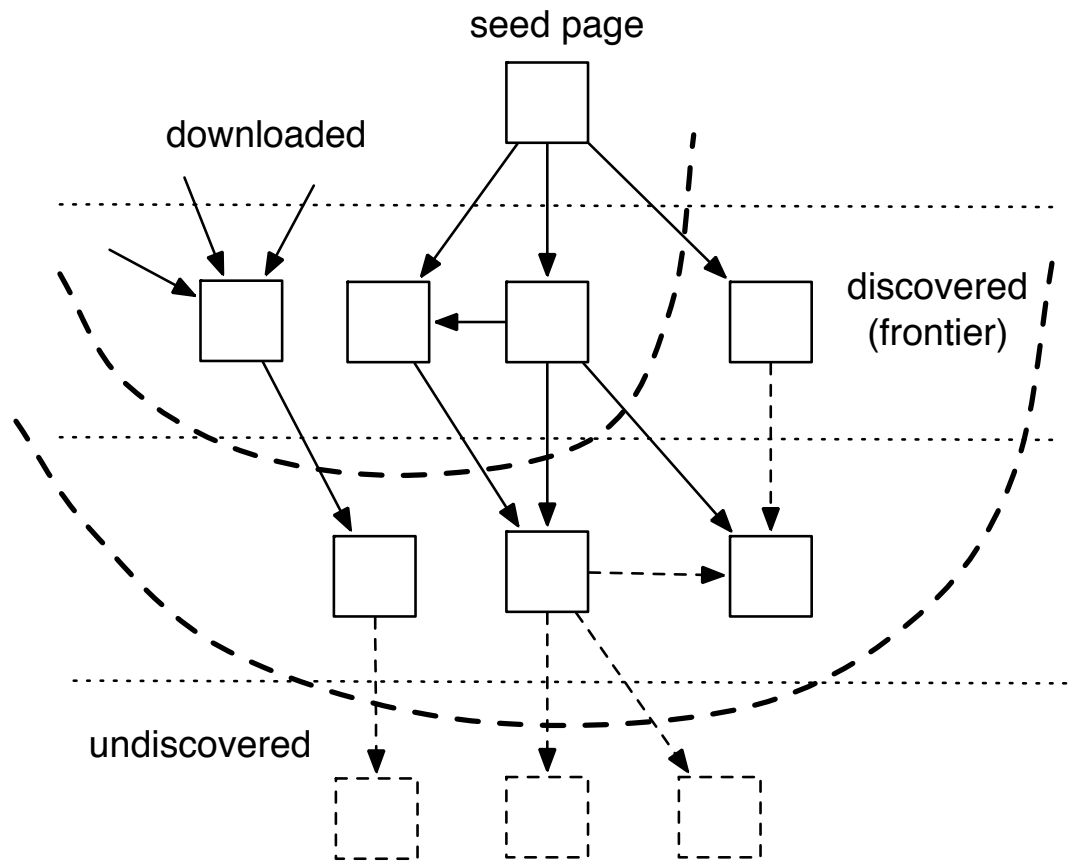 seed page
downloaded
discovered
(frontier)
undiscovered